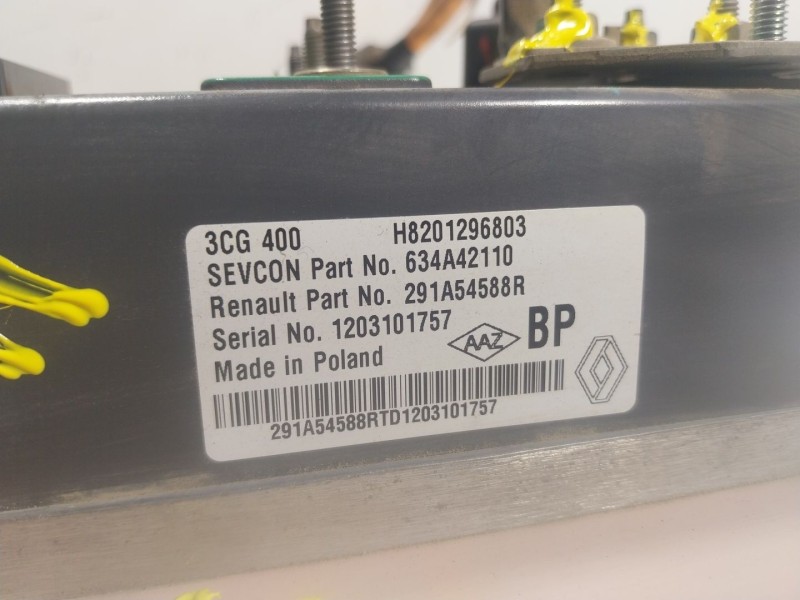 3CG 400 H8201296803
SEVCON Part No. 634A42110
Renault Part No. 291A54588R
Serial No. 1203101757
AAZ BP
Made in Poland
291A54588RTD1203101757